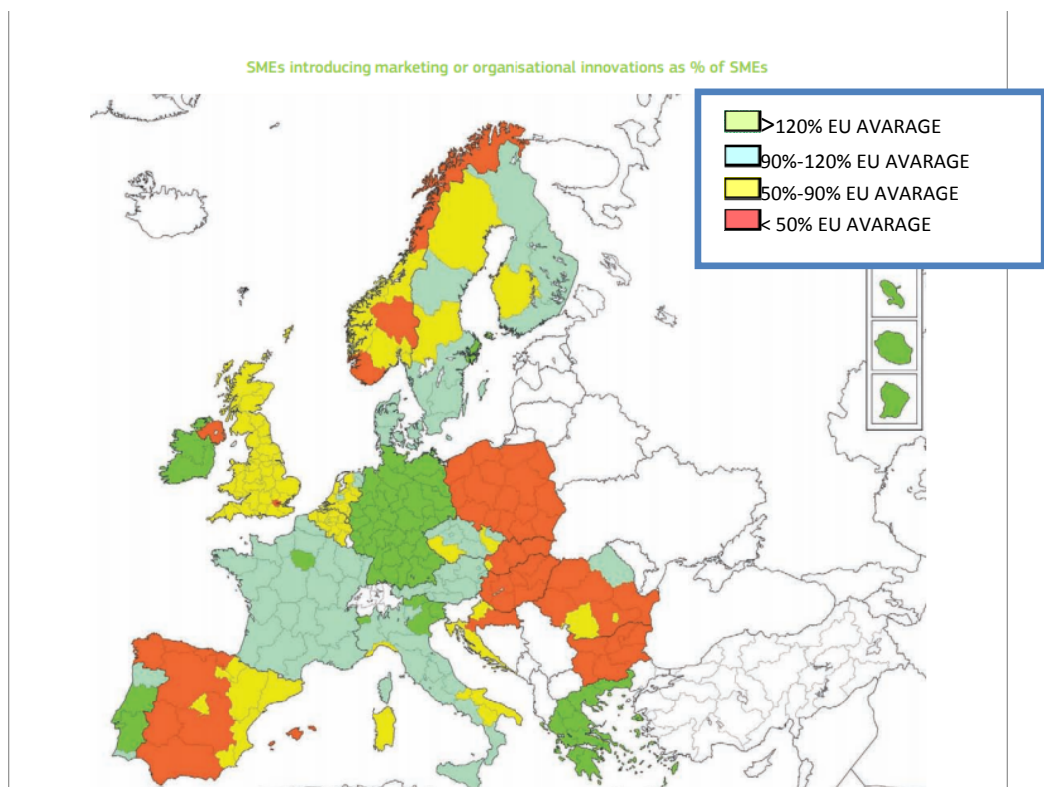 SMEs introducing marketing or organisational innovations as % of SMEs
>120% EU AVARAGE
90%-120% EU AVARAGE
50%-90% EU AVARAGE
< 50% EU AVARAGE